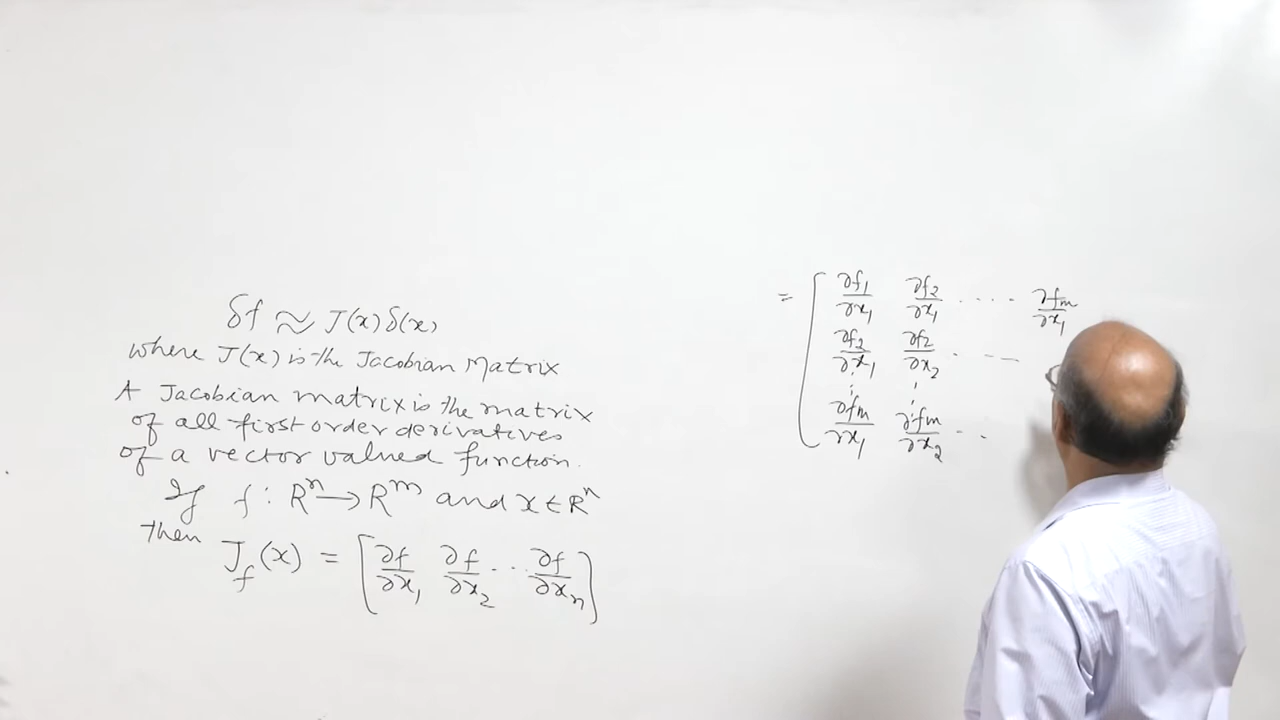 δf ≈ J(x)δ(x)
where J(x) is the Jacobian Matrix
A Jacobian matrix is the matrix
of all first order derivatives
of a vector valued function.
If f : Rⁿ → Rᵐ and x ∈ Rⁿ
then J_f(x) = [∂f/∂x₁ ∂f/∂x₂ ... ∂f/∂xₙ]
= [ ∂f₁/∂x₁ ∂f₂/∂x₁ .... ∂fₘ/∂x₁
∂f₂/∂x₁ ∂f₂/∂x₂ . ---
⋮ ⋮
∂fₘ/∂x₁ ∂fₘ/∂x₂ - .